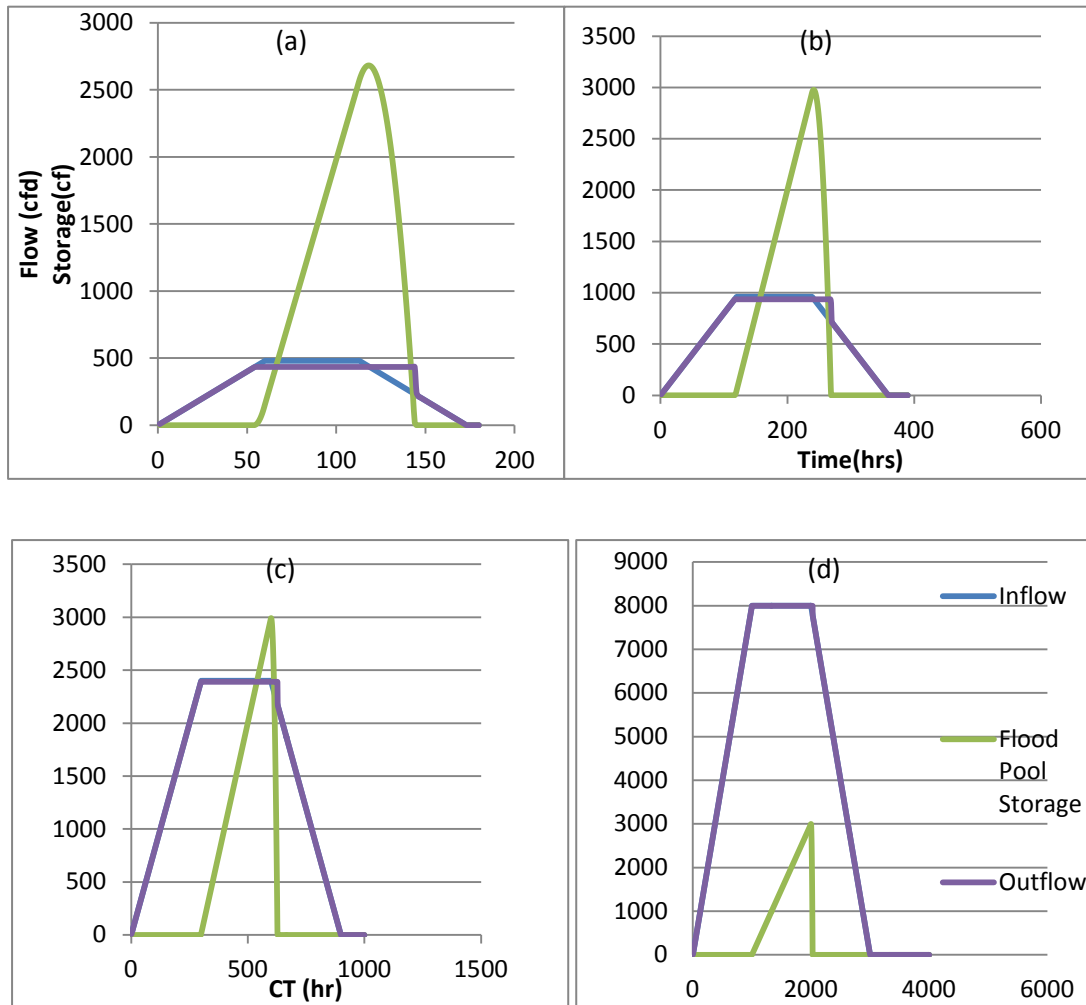 (a)
3000
2500
2000
1500
1000
500
0
0 50 100 150 200
Flow (cfd)
Storage(cf)
(b)
3500
3000
2500
2000
1500
1000
500
0
0 200 400 600
Time(hrs)
(c)
3500
3000
2500
2000
1500
1000
500
0
0 500 1000 1500
CT (hr)
(d)
9000
8000
7000
6000
5000
4000
3000
2000
1000
0
0 2000 4000 6000
Inflow
Flood
Pool
Storage
Outflow